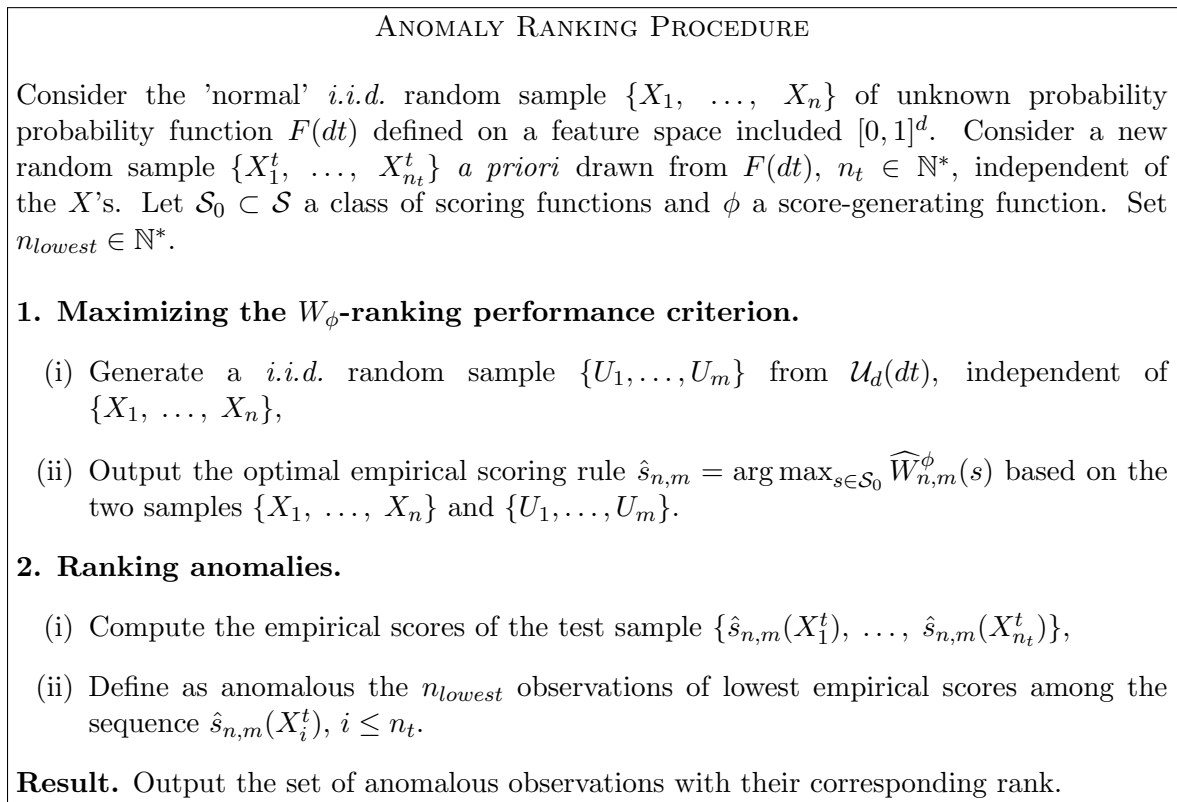 ANOMALY RANKING PROCEDURE
Consider the 'normal' i.i.d. random sample {X_1, …, X_n} of unknown probability
probability function F(dt) defined on a feature space included [0, 1]^d. Consider a new
random sample {X_1^t, …, X_{n_t}^t} a priori drawn from F(dt), n_t ∈ ℕ*, independent of
the X's. Let 𝒮_0 ⊂ 𝒮 a class of scoring functions and ϕ a score-generating function. Set
n_{lowest} ∈ ℕ*.
1. Maximizing the W_ϕ-ranking performance criterion.
(i) Generate a i.i.d. random sample {U_1, …, U_m} from 𝒰_d(dt), independent of
{X_1, …, X_n},
(ii) Output the optimal empirical scoring rule ŝ_{n,m} = arg max_{s∈𝒮_0} Ŵ_{n,m}^ϕ(s) based on the
two samples {X_1, …, X_n} and {U_1, …, U_m}.
2. Ranking anomalies.
(i) Compute the empirical scores of the test sample {ŝ_{n,m}(X_1^t), …, ŝ_{n,m}(X_{n_t}^t)},
(ii) Define as anomalous the n_{lowest} observations of lowest empirical scores among the
sequence ŝ_{n,m}(X_i^t), i ≤ n_t.
Result. Output the set of anomalous observations with their corresponding rank.